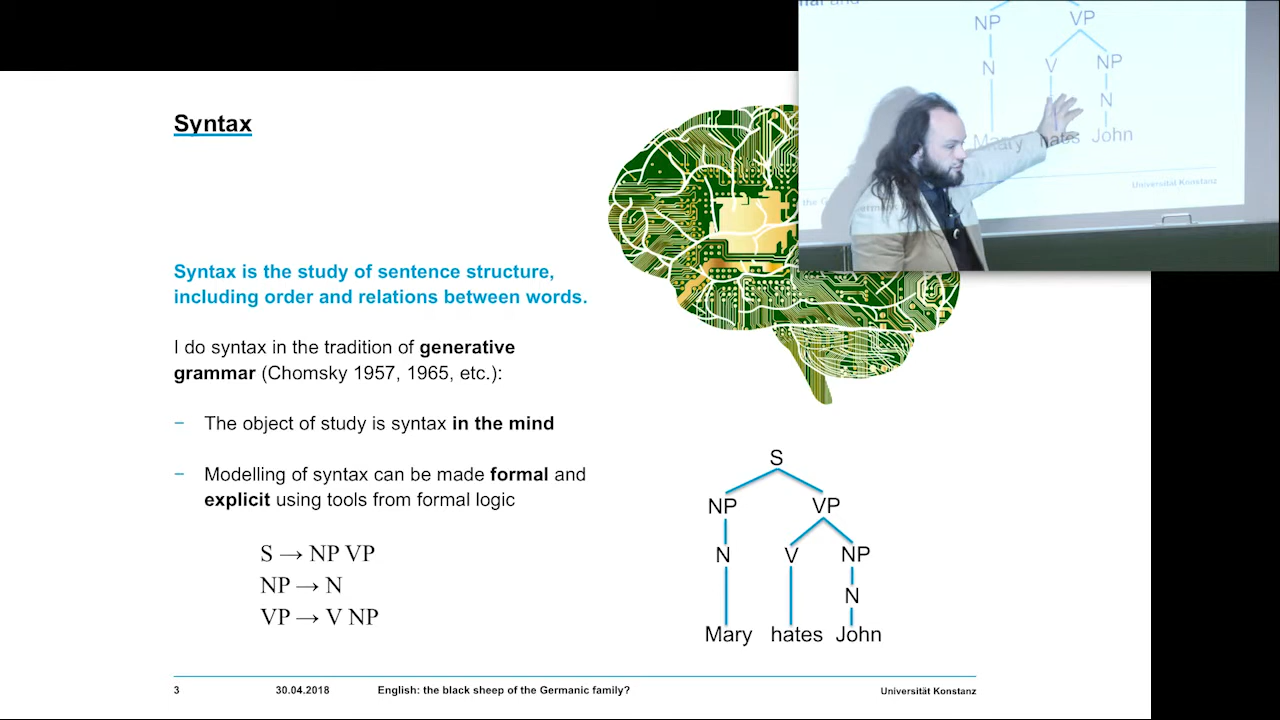 Syntax
Syntax is the study of sentence structure,
including order and relations between words.
I do syntax in the tradition of generative
grammar (Chomsky 1957, 1965, etc.):
− The object of study is syntax in the mind
− Modelling of syntax can be made formal and
explicit using tools from formal logic
S → NP VP
NP → N
VP → V NP
S
NP VP
N V NP
N
Mary hates John
3 30.04.2018 English: the black sheep of the Germanic family? Universität Konstanz
NP VP
N V NP
N
Mary hates John
Universität Konstanz